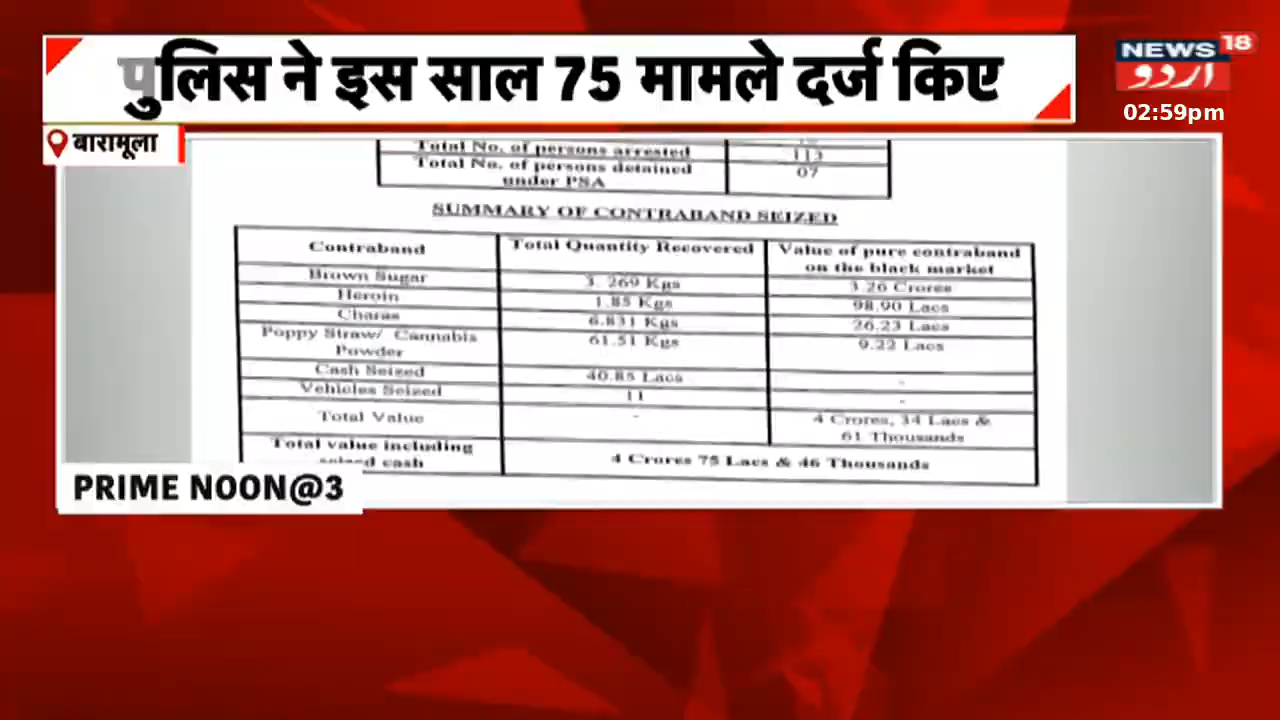 पुलिस ने इस साल 75 मामले दर्ज किए
NEWS 18
اردو
02:59pm
बारामूला
Total No. of persons arrested 113
Total No. of persons detained under PSA 07
SUMMARY OF CONTRABAND SEIZED
Contraband Total Quantity Recovered Value of pure contraband on the black market
Brown Sugar 3. 269 Kgs 3.26 Crores
Heroin 1.85 Kgs 98.90 Lacs
Charas 6.831 Kgs 26.23 Lacs
Poppy Straw/ Cannabis Powder 61.51 Kgs 9.22 Lacs
Cash Seized 40.85 Lacs -
Vehicles Seized 11 -
Total Value - 4 Crores, 34 Lacs & 61 Thousands
Total value including seized cash 4 Crores 75 Lacs & 46 Thousands
PRIME NOON@3